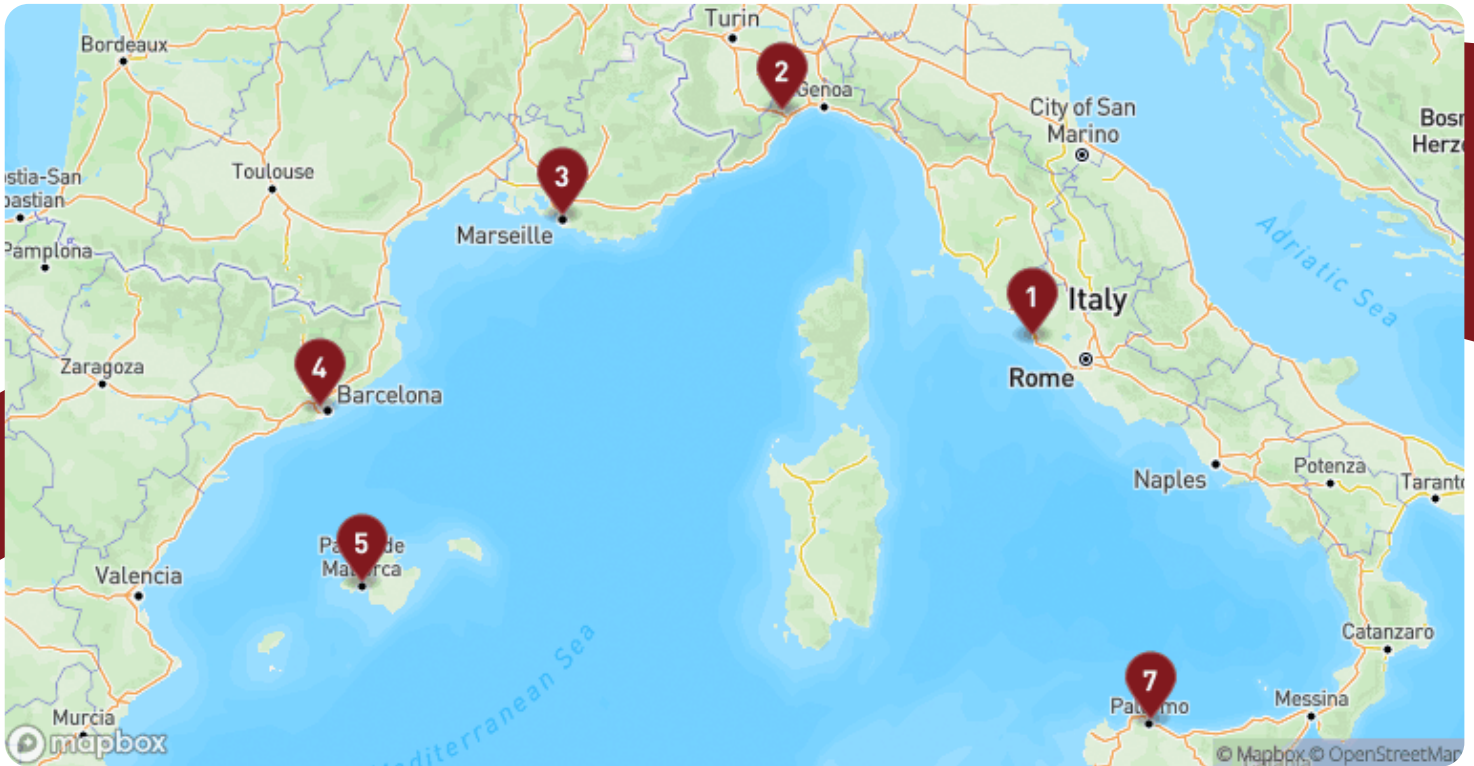 Turin
Bordeaux
2
Genoa
City of San
Marino
Bosn
Herze
Toulouse
3
ostia-San
bastian
Marseille
Adriatic Sea
Pamplona
1
Italy
Rome
Zaragoza
4
Barcelona
Naples
Potenza
Taranto
5
Valencia
Catanzaro
Mediterranean Sea
7
Messina
Murcia
mapbox
© Mapbox © OpenStreetMap